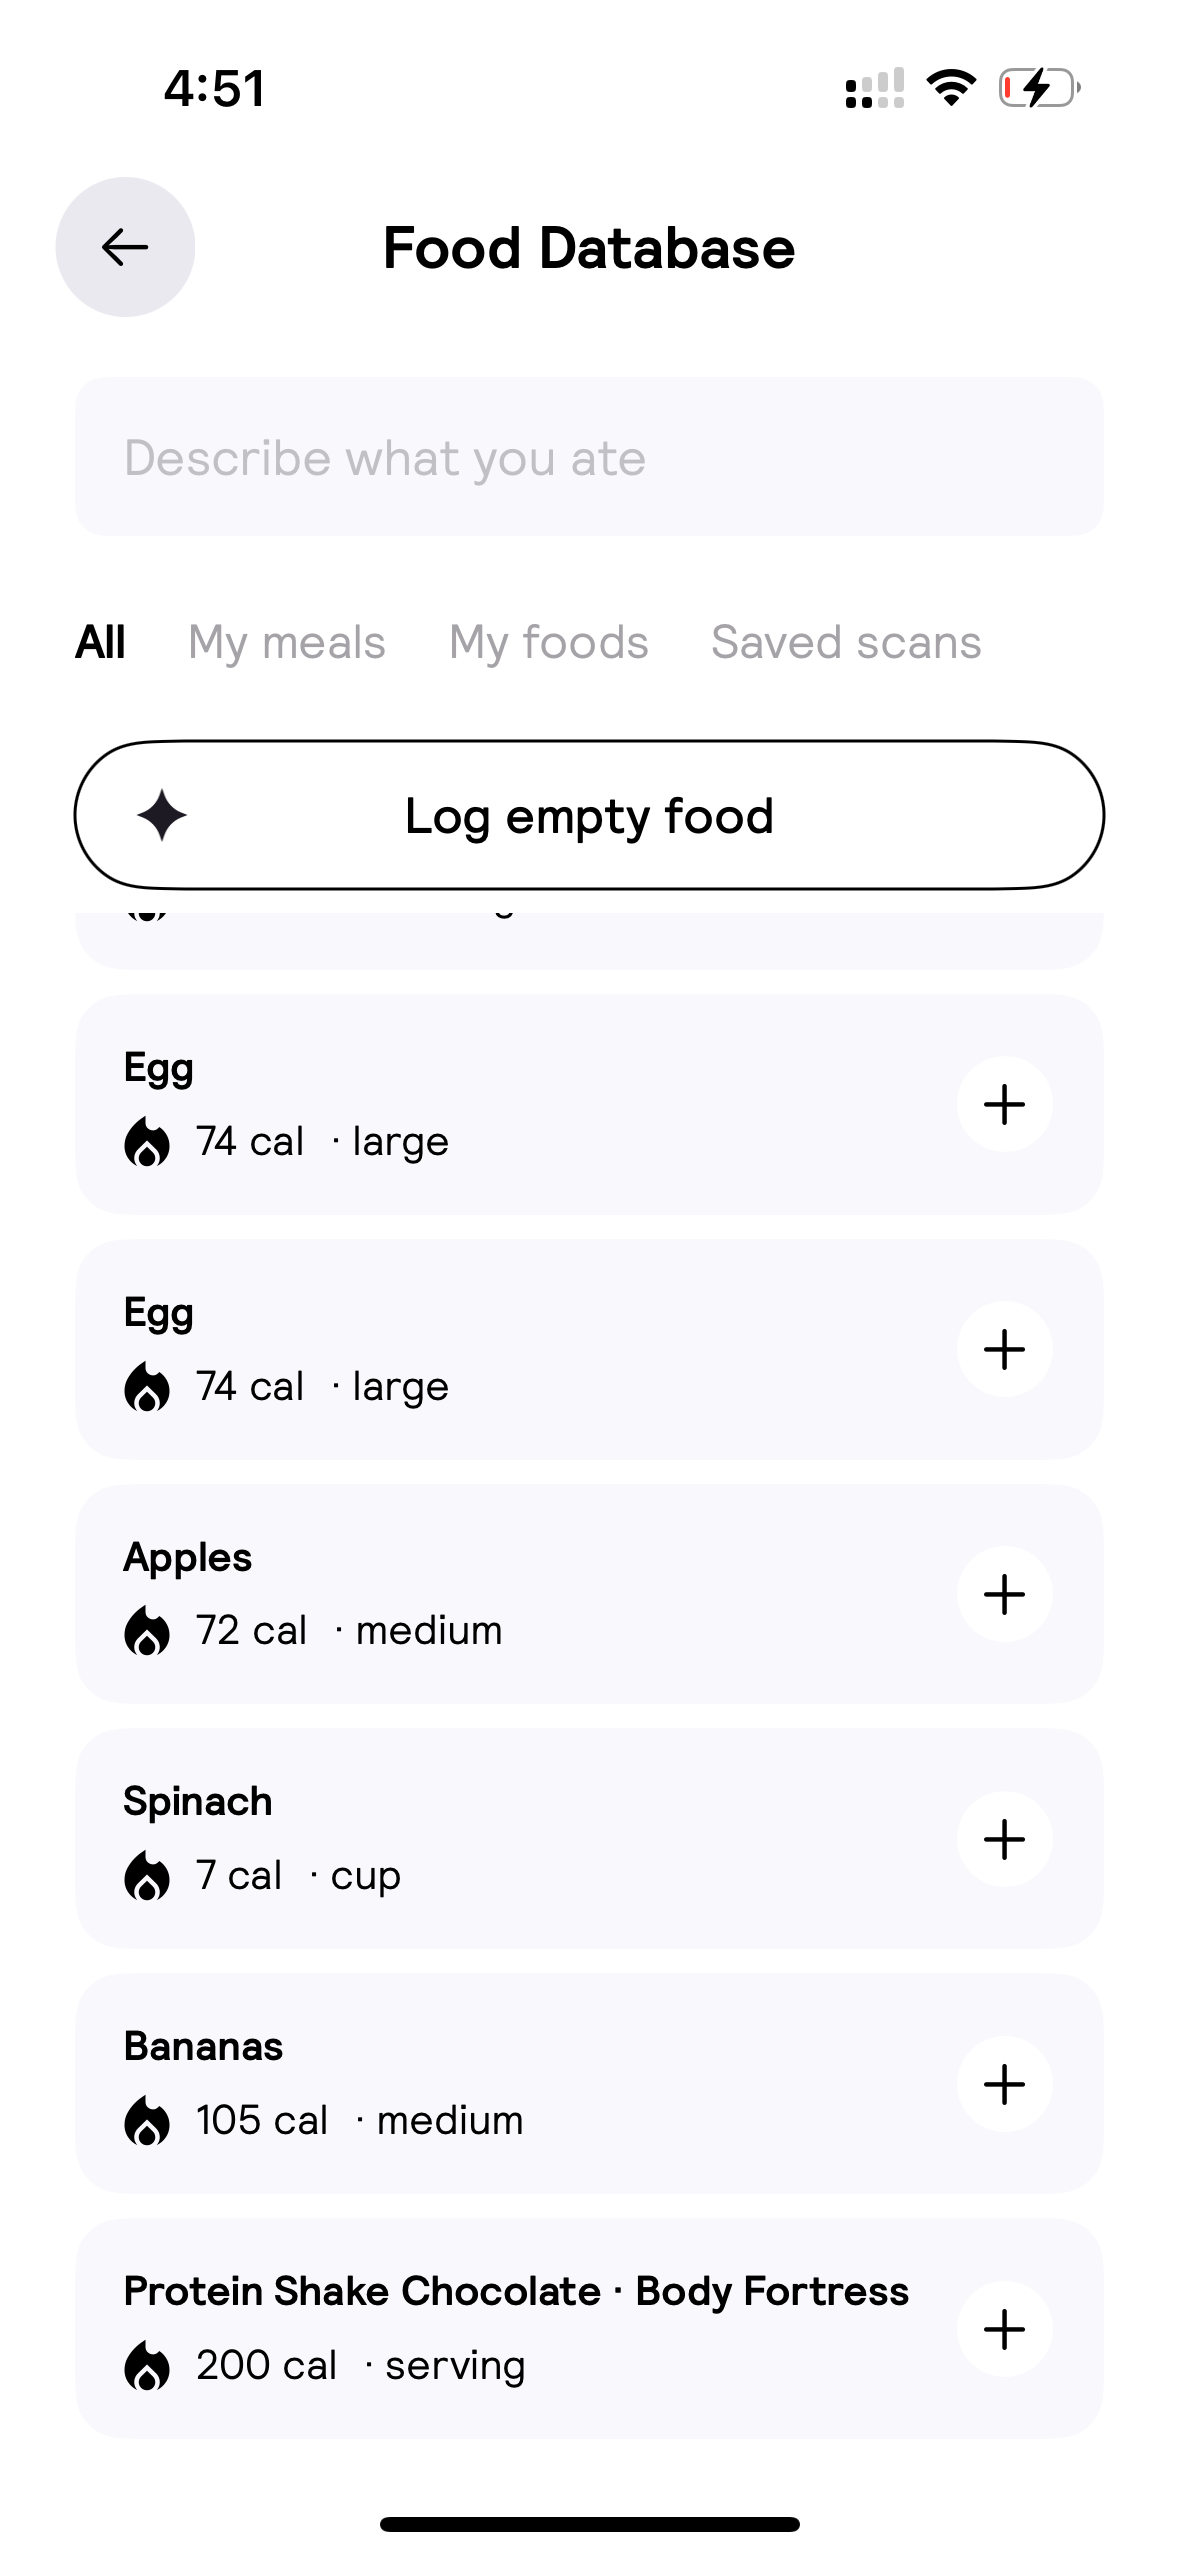 4:51
Food Database
Describe what you ate
All My meals My foods Saved scans
Log empty food
Egg
74 cal · large
Egg
74 cal · large
Apples
72 cal · medium
Spinach
7 cal · cup
Bananas
105 cal · medium
Protein Shake Chocolate · Body Fortress
200 cal · serving